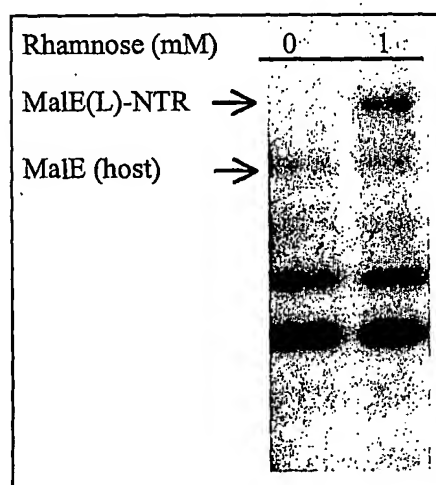 Rhamnose (mM) 0 1
MalE(L)-NTR →
MalE (host) →